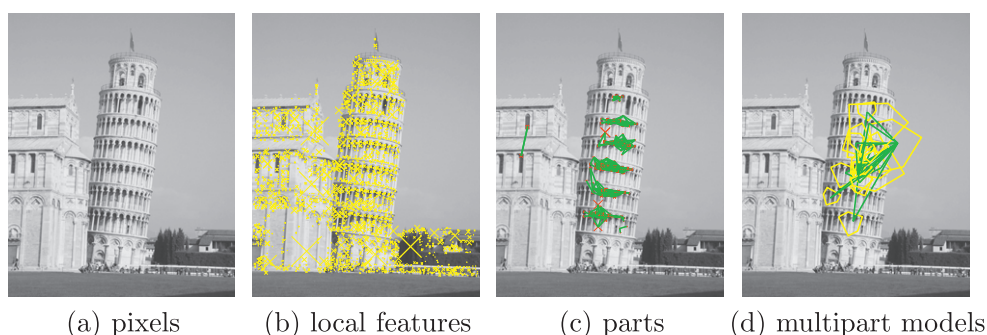 (a) pixels
(b) local features
(c) parts
(d) multipart models